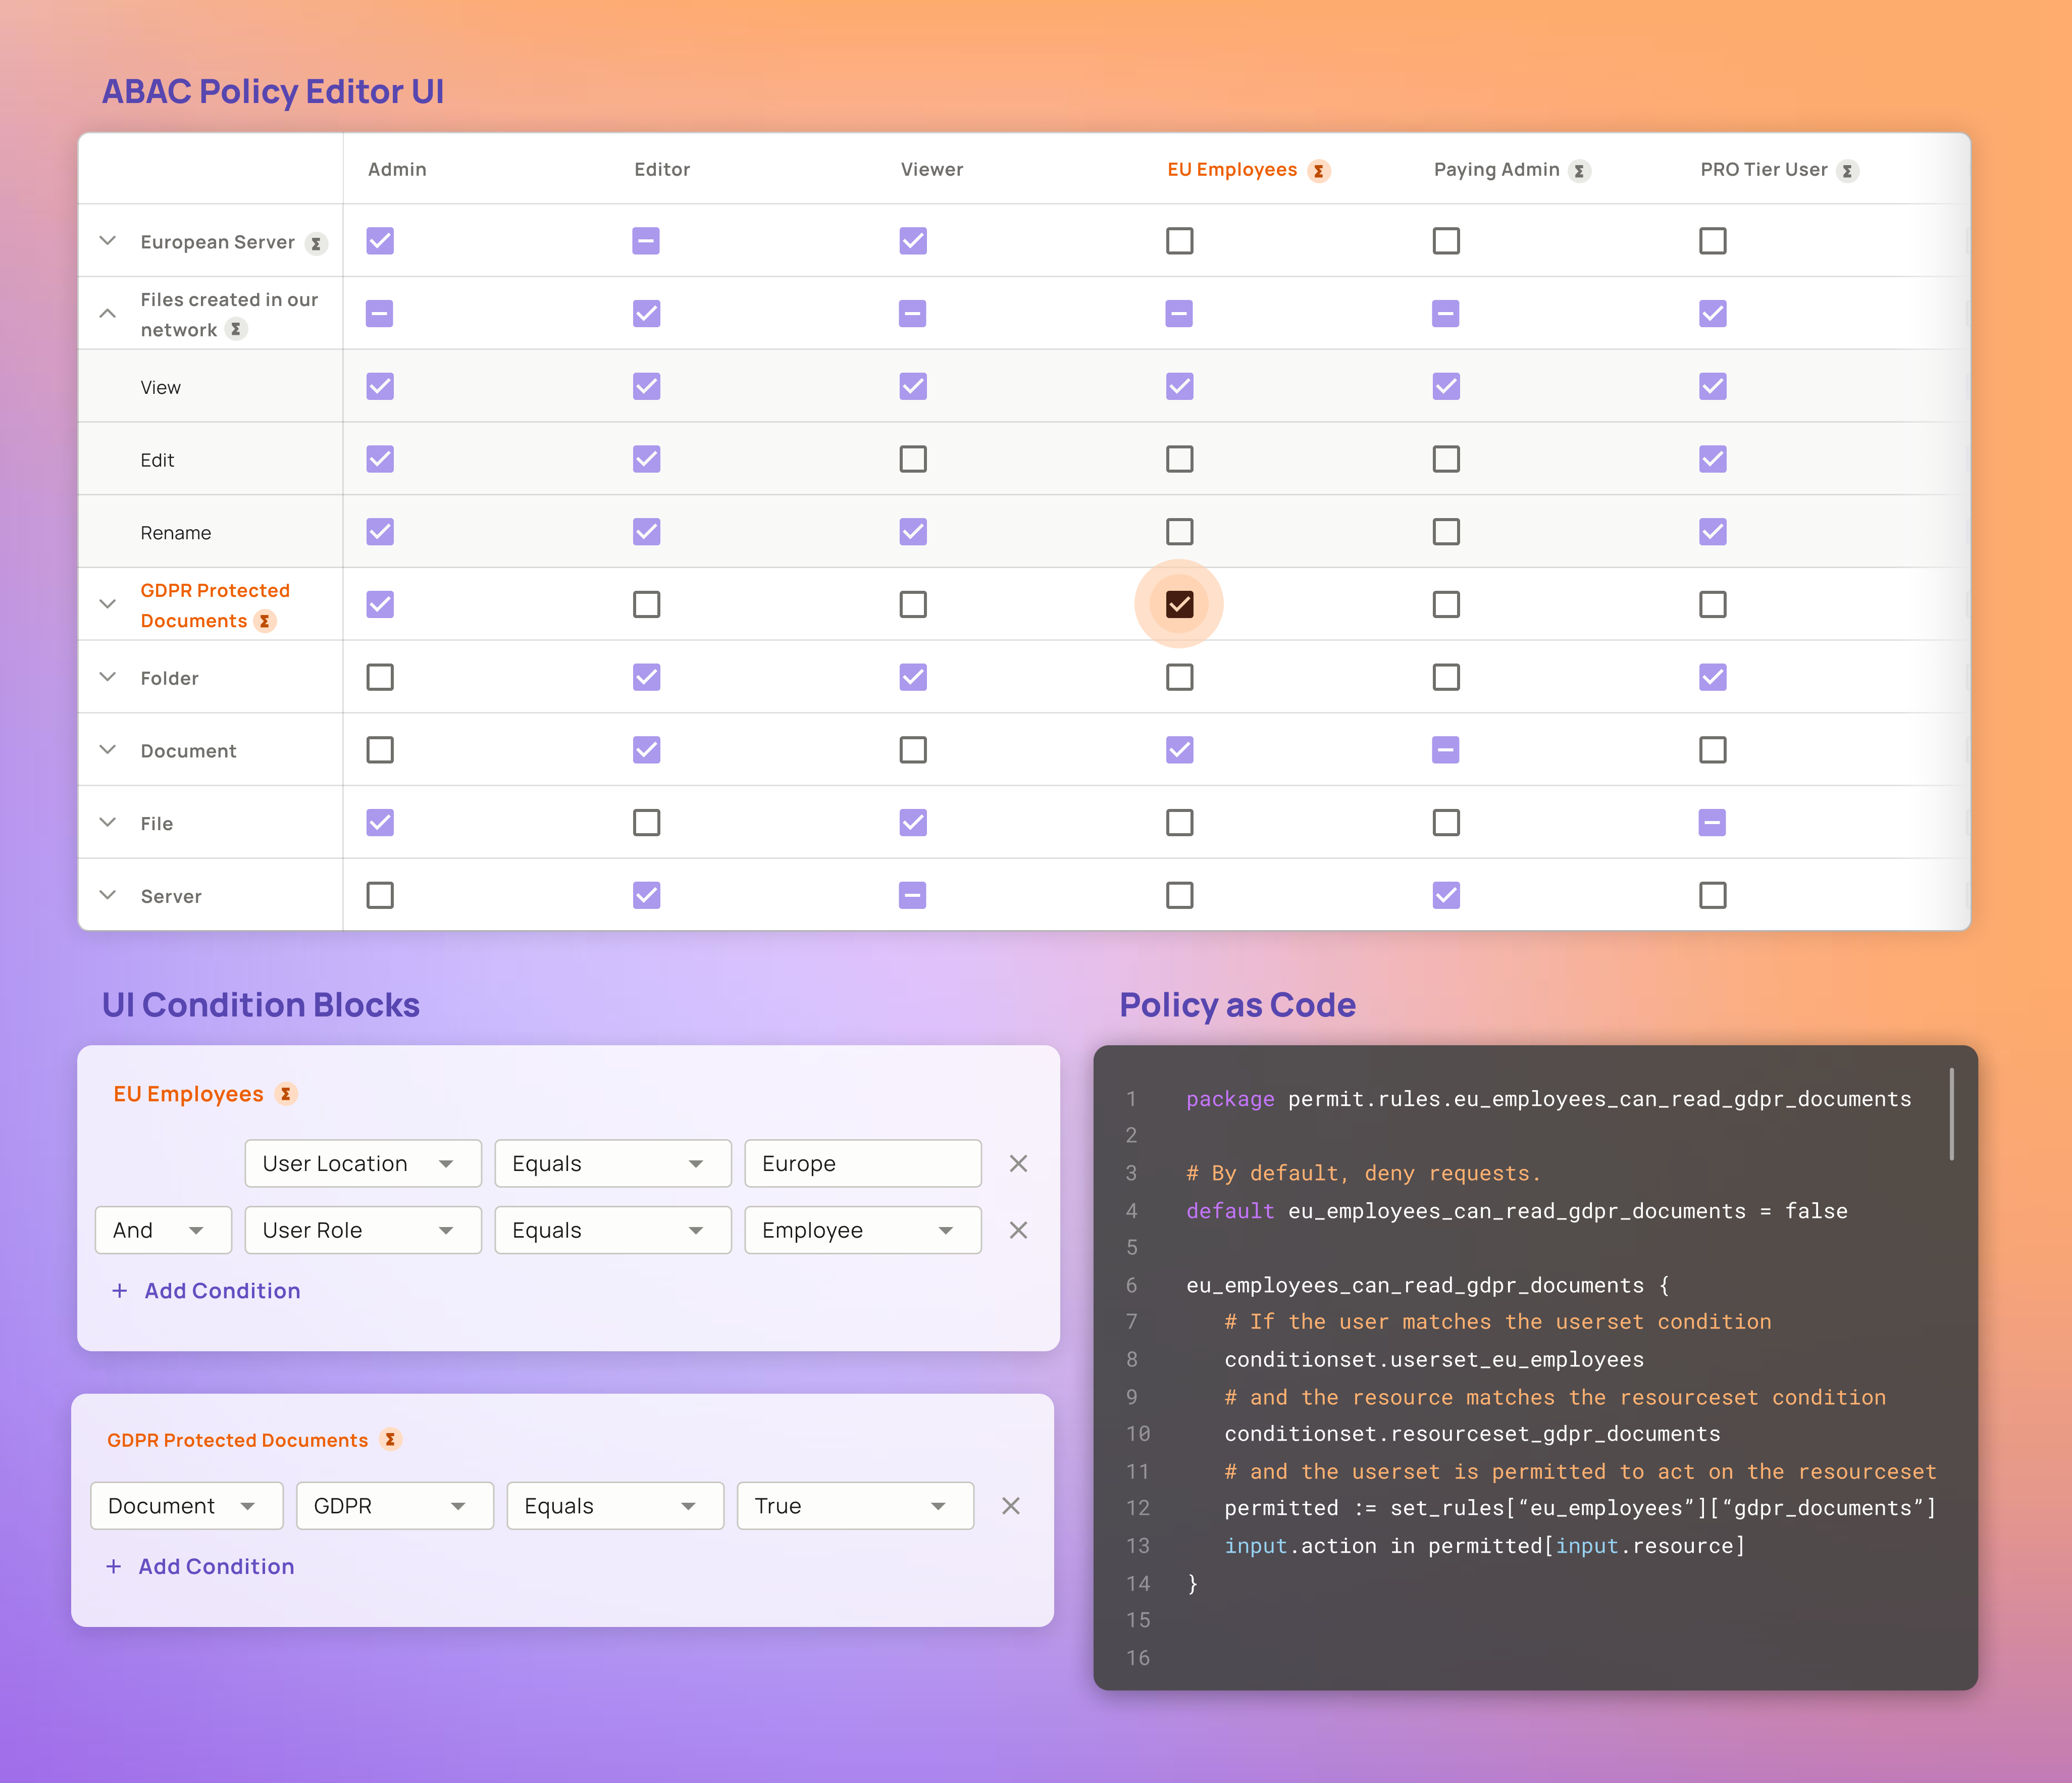 ABAC Policy Editor UI
Admin Editor Viewer EU Employees Σ Paying Admin Σ PRO Tier User Σ
European Server Σ
Files created in our
network Σ
View
Edit
Rename
GDPR Protected
Documents Σ
Folder
Document
File
Server
UI Condition Blocks
EU Employees Σ
User Location Equals Europe
And User Role Equals Employee
+ Add Condition
GDPR Protected Documents Σ
Document GDPR Equals True
+ Add Condition
Policy as Code
1 package permit.rules.eu_employees_can_read_gdpr_documents
2
3 # By default, deny requests.
4 default eu_employees_can_read_gdpr_documents = false
5
6 eu_employees_can_read_gdpr_documents {
7 # If the user matches the userset condition
8 conditionset.userset_eu_employees
9 # and the resource matches the resourceset condition
10 conditionset.resourceset_gdpr_documents
11 # and the userset is permitted to act on the resourceset
12 permitted := set_rules[“eu_employees”][“gdpr_documents”]
13 input.action in permitted[input.resource]
14 }
15
16